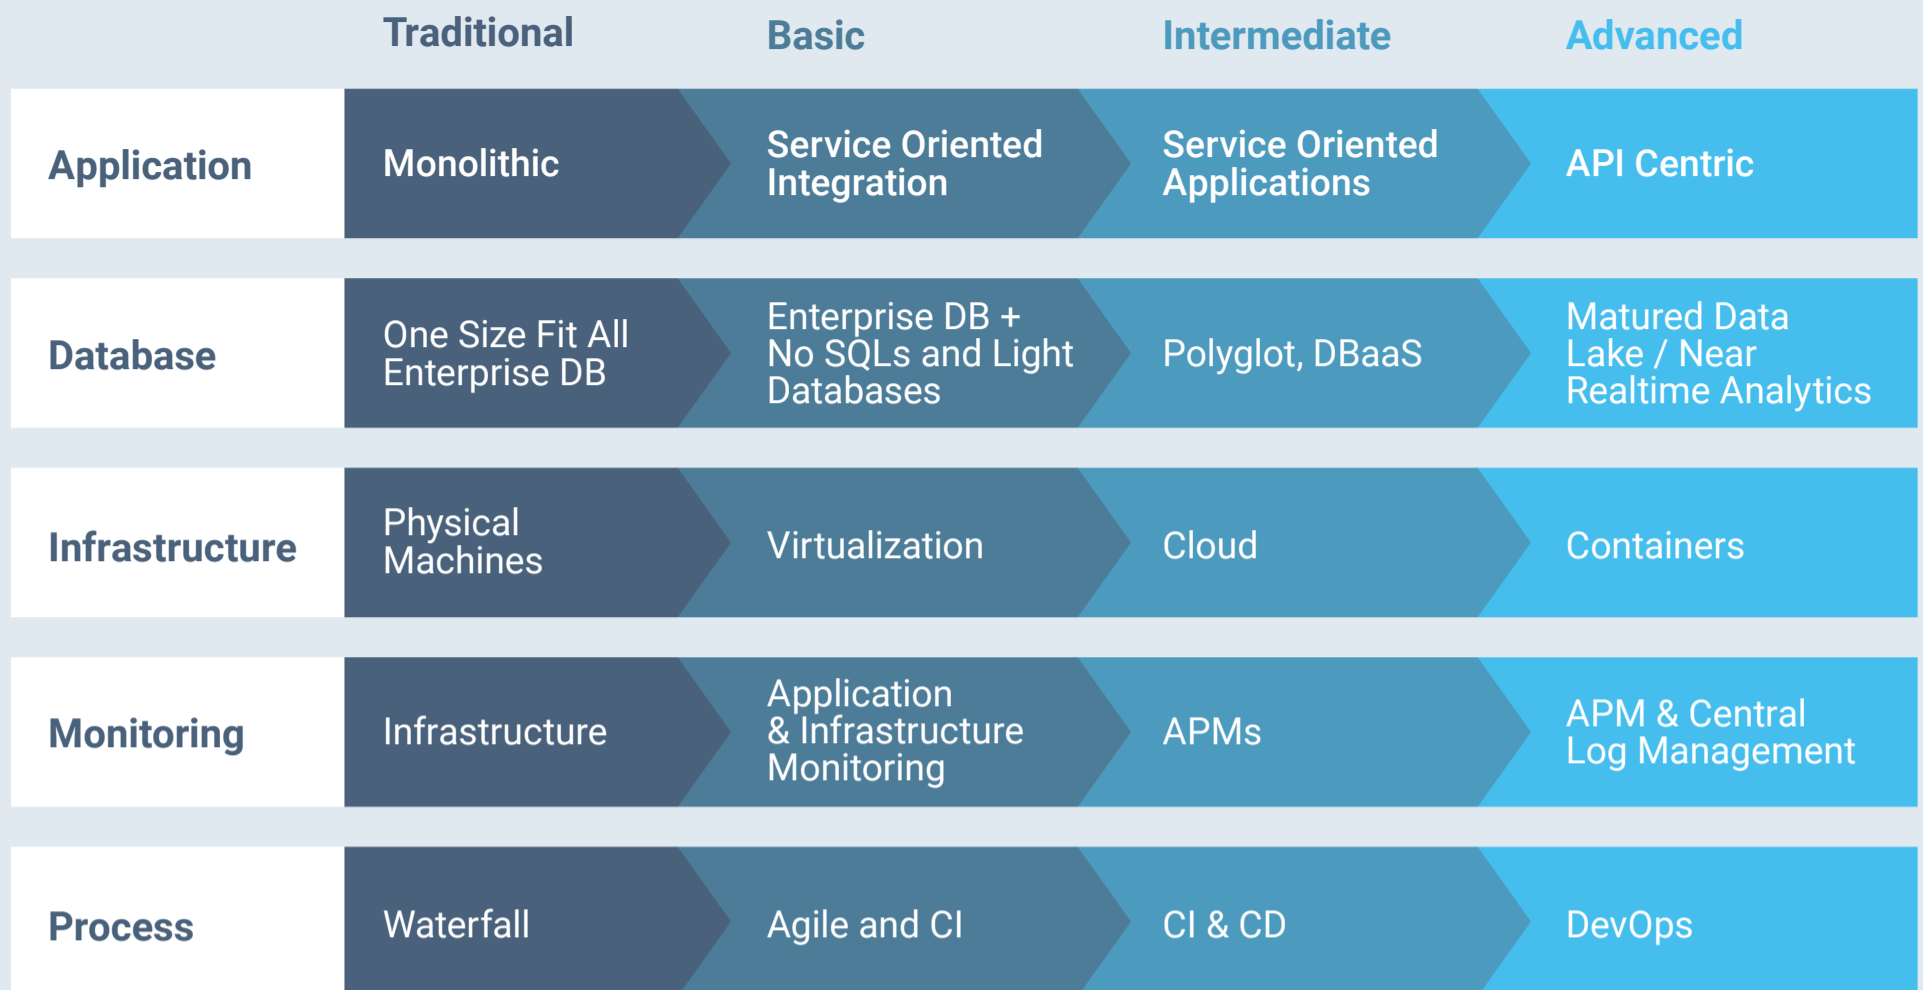 Traditional
Basic
Intermediate
Advanced
Application
Monolithic
Service Oriented
Integration
Service Oriented
Applications
API Centric
Database
One Size Fit All
Enterprise DB
Enterprise DB +
No SQLs and Light
Databases
Polyglot, DBaaS
Matured Data
Lake / Near
Realtime Analytics
Infrastructure
Physical
Machines
Virtualization
Cloud
Containers
Monitoring
Infrastructure
Application
& Infrastructure
Monitoring
APMs
APM & Central
Log Management
Process
Waterfall
Agile and CI
CI & CD
DevOps